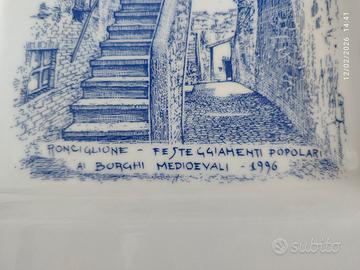 12/02/2026 14:41
RONCIGLIONE - FESTEGGIAMENTI POPOLARI
AI BORGHI MEDIOEVALI - 1996
subito